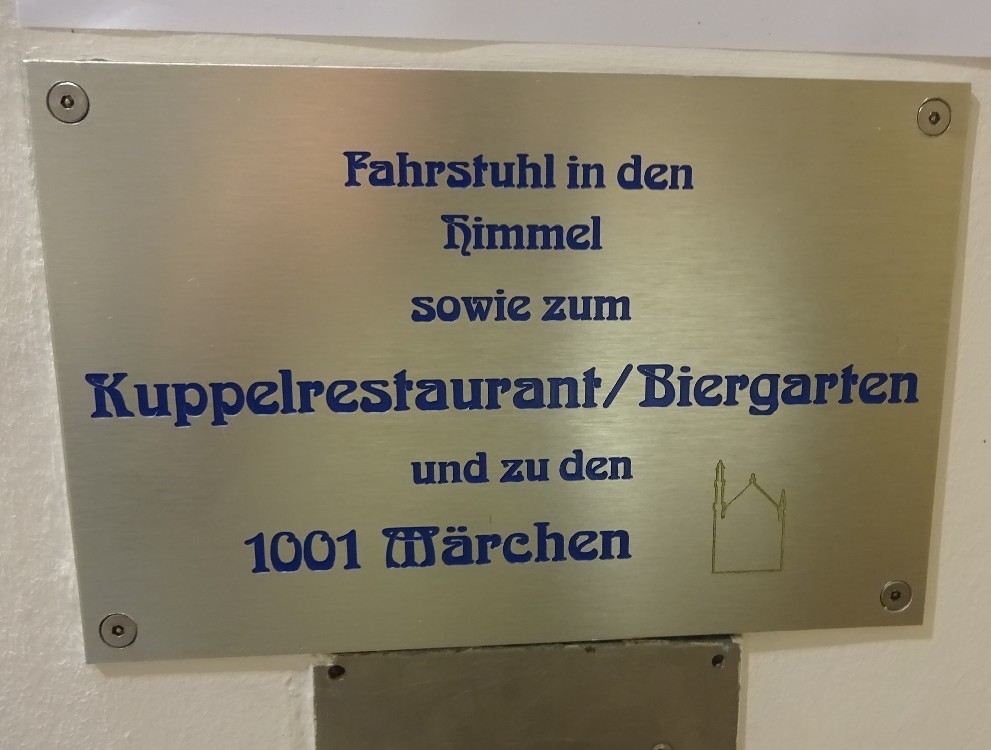 Fahrstuhl in den
Himmel
sowie zum
Kuppelrestaurant/Biergarten
und zu den
1001 Märchen